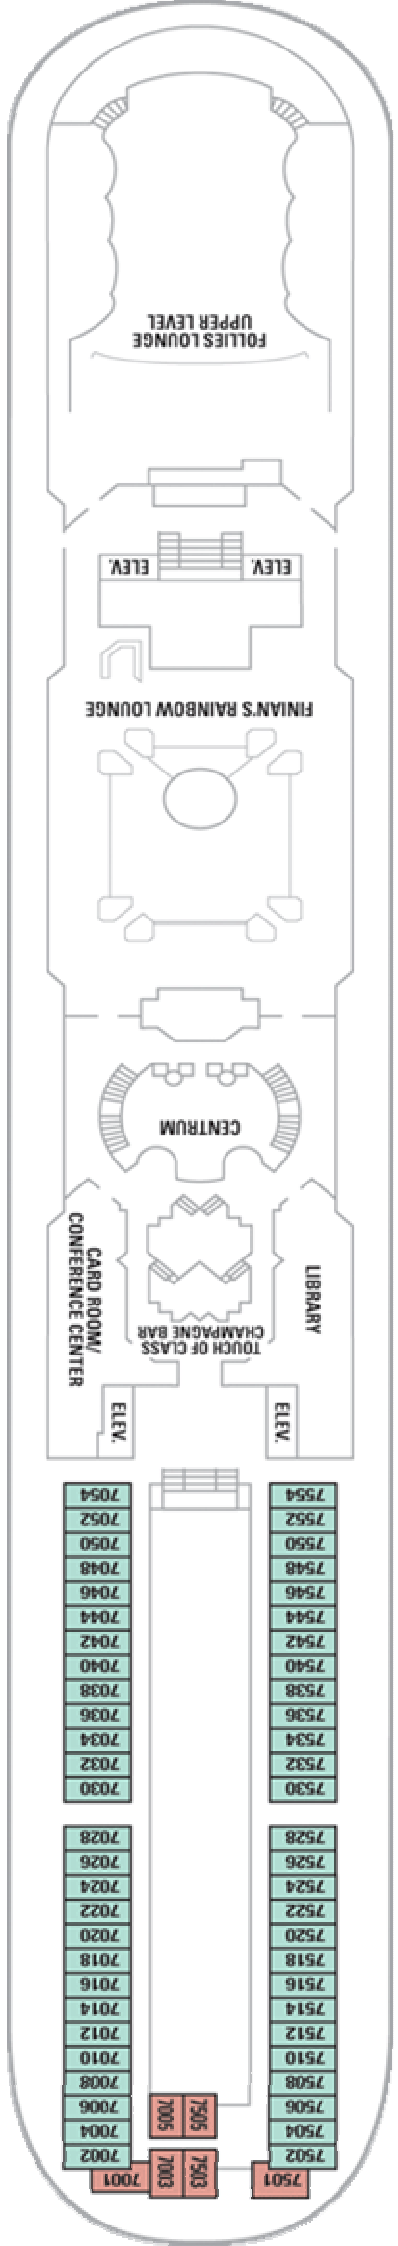 FOLLIES LOUNGE
UPPER LEVEL
ELEV.
ELEV.
FINIAN'S RAINBOW LOUNGE
CENTRUM
CARD ROOM/
CONFERENCE CENTER
LIBRARY
TOUCH OF CLASS
CHAMPAGNE BAR
ELEV.
ELEV.
7054 7554
7052 7552
7050 7550
7048 7548
7046 7546
7044 7544
7042 7542
7040 7540
7038 7538
7036 7536
7034 7534
7032 7532
7030 7530
7028 7528
7026 7526
7024 7524
7022 7522
7020 7520
7018 7518
7016 7516
7014 7514
7012 7512
7010 7510
7008 7508
7006 7005 7505 7506
7004 7504
7002 7502
7001 7003 7503 7501